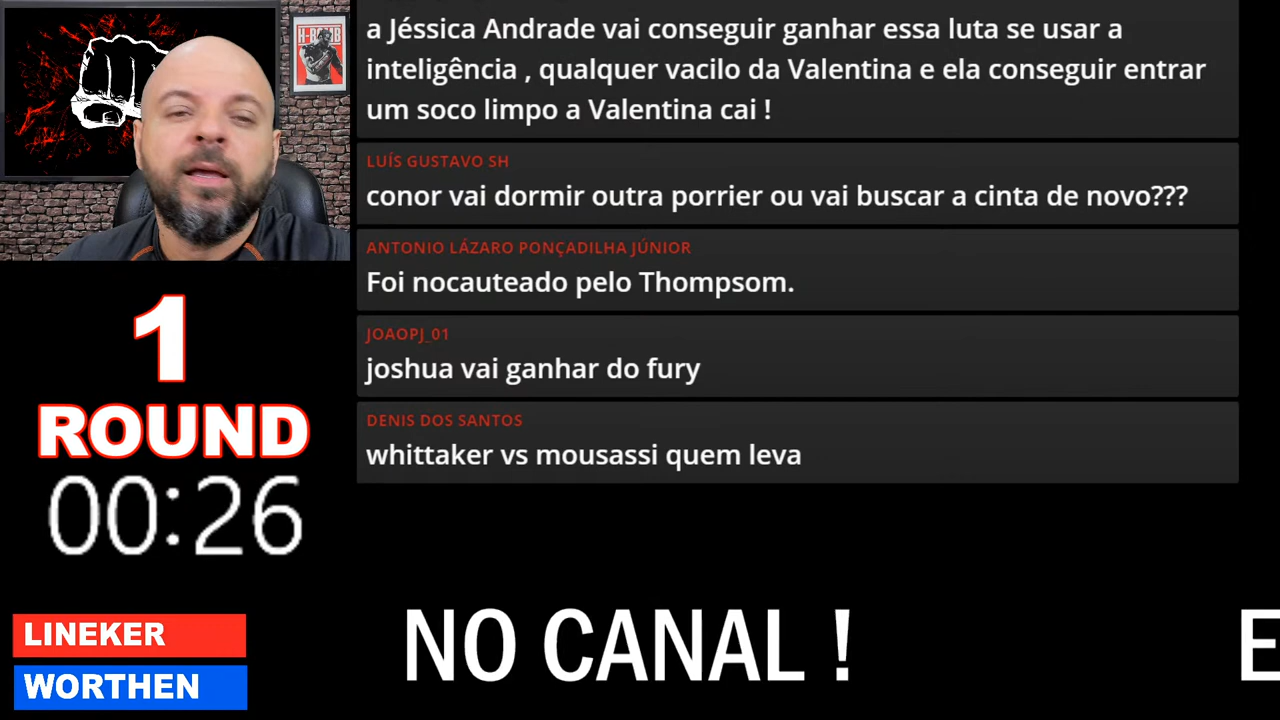 H-BOMB
a Jéssica Andrade vai conseguir ganhar essa luta se usar a
inteligência , qualquer vacilo da Valentina e ela conseguir entrar
um soco limpo a Valentina cai !
LUÍS GUSTAVO SH
conor vai dormir outra porrier ou vai buscar a cinta de novo???
ANTONIO LÁZARO PONÇADILHA JÚNIOR
Foi nocauteado pelo Thompsom.
JOAOPJ_01
joshua vai ganhar do fury
DENIS DOS SANTOS
whittaker vs mousassi quem leva
1
ROUND
00:26
LINEKER
WORTHEN
NO CANAL !
E